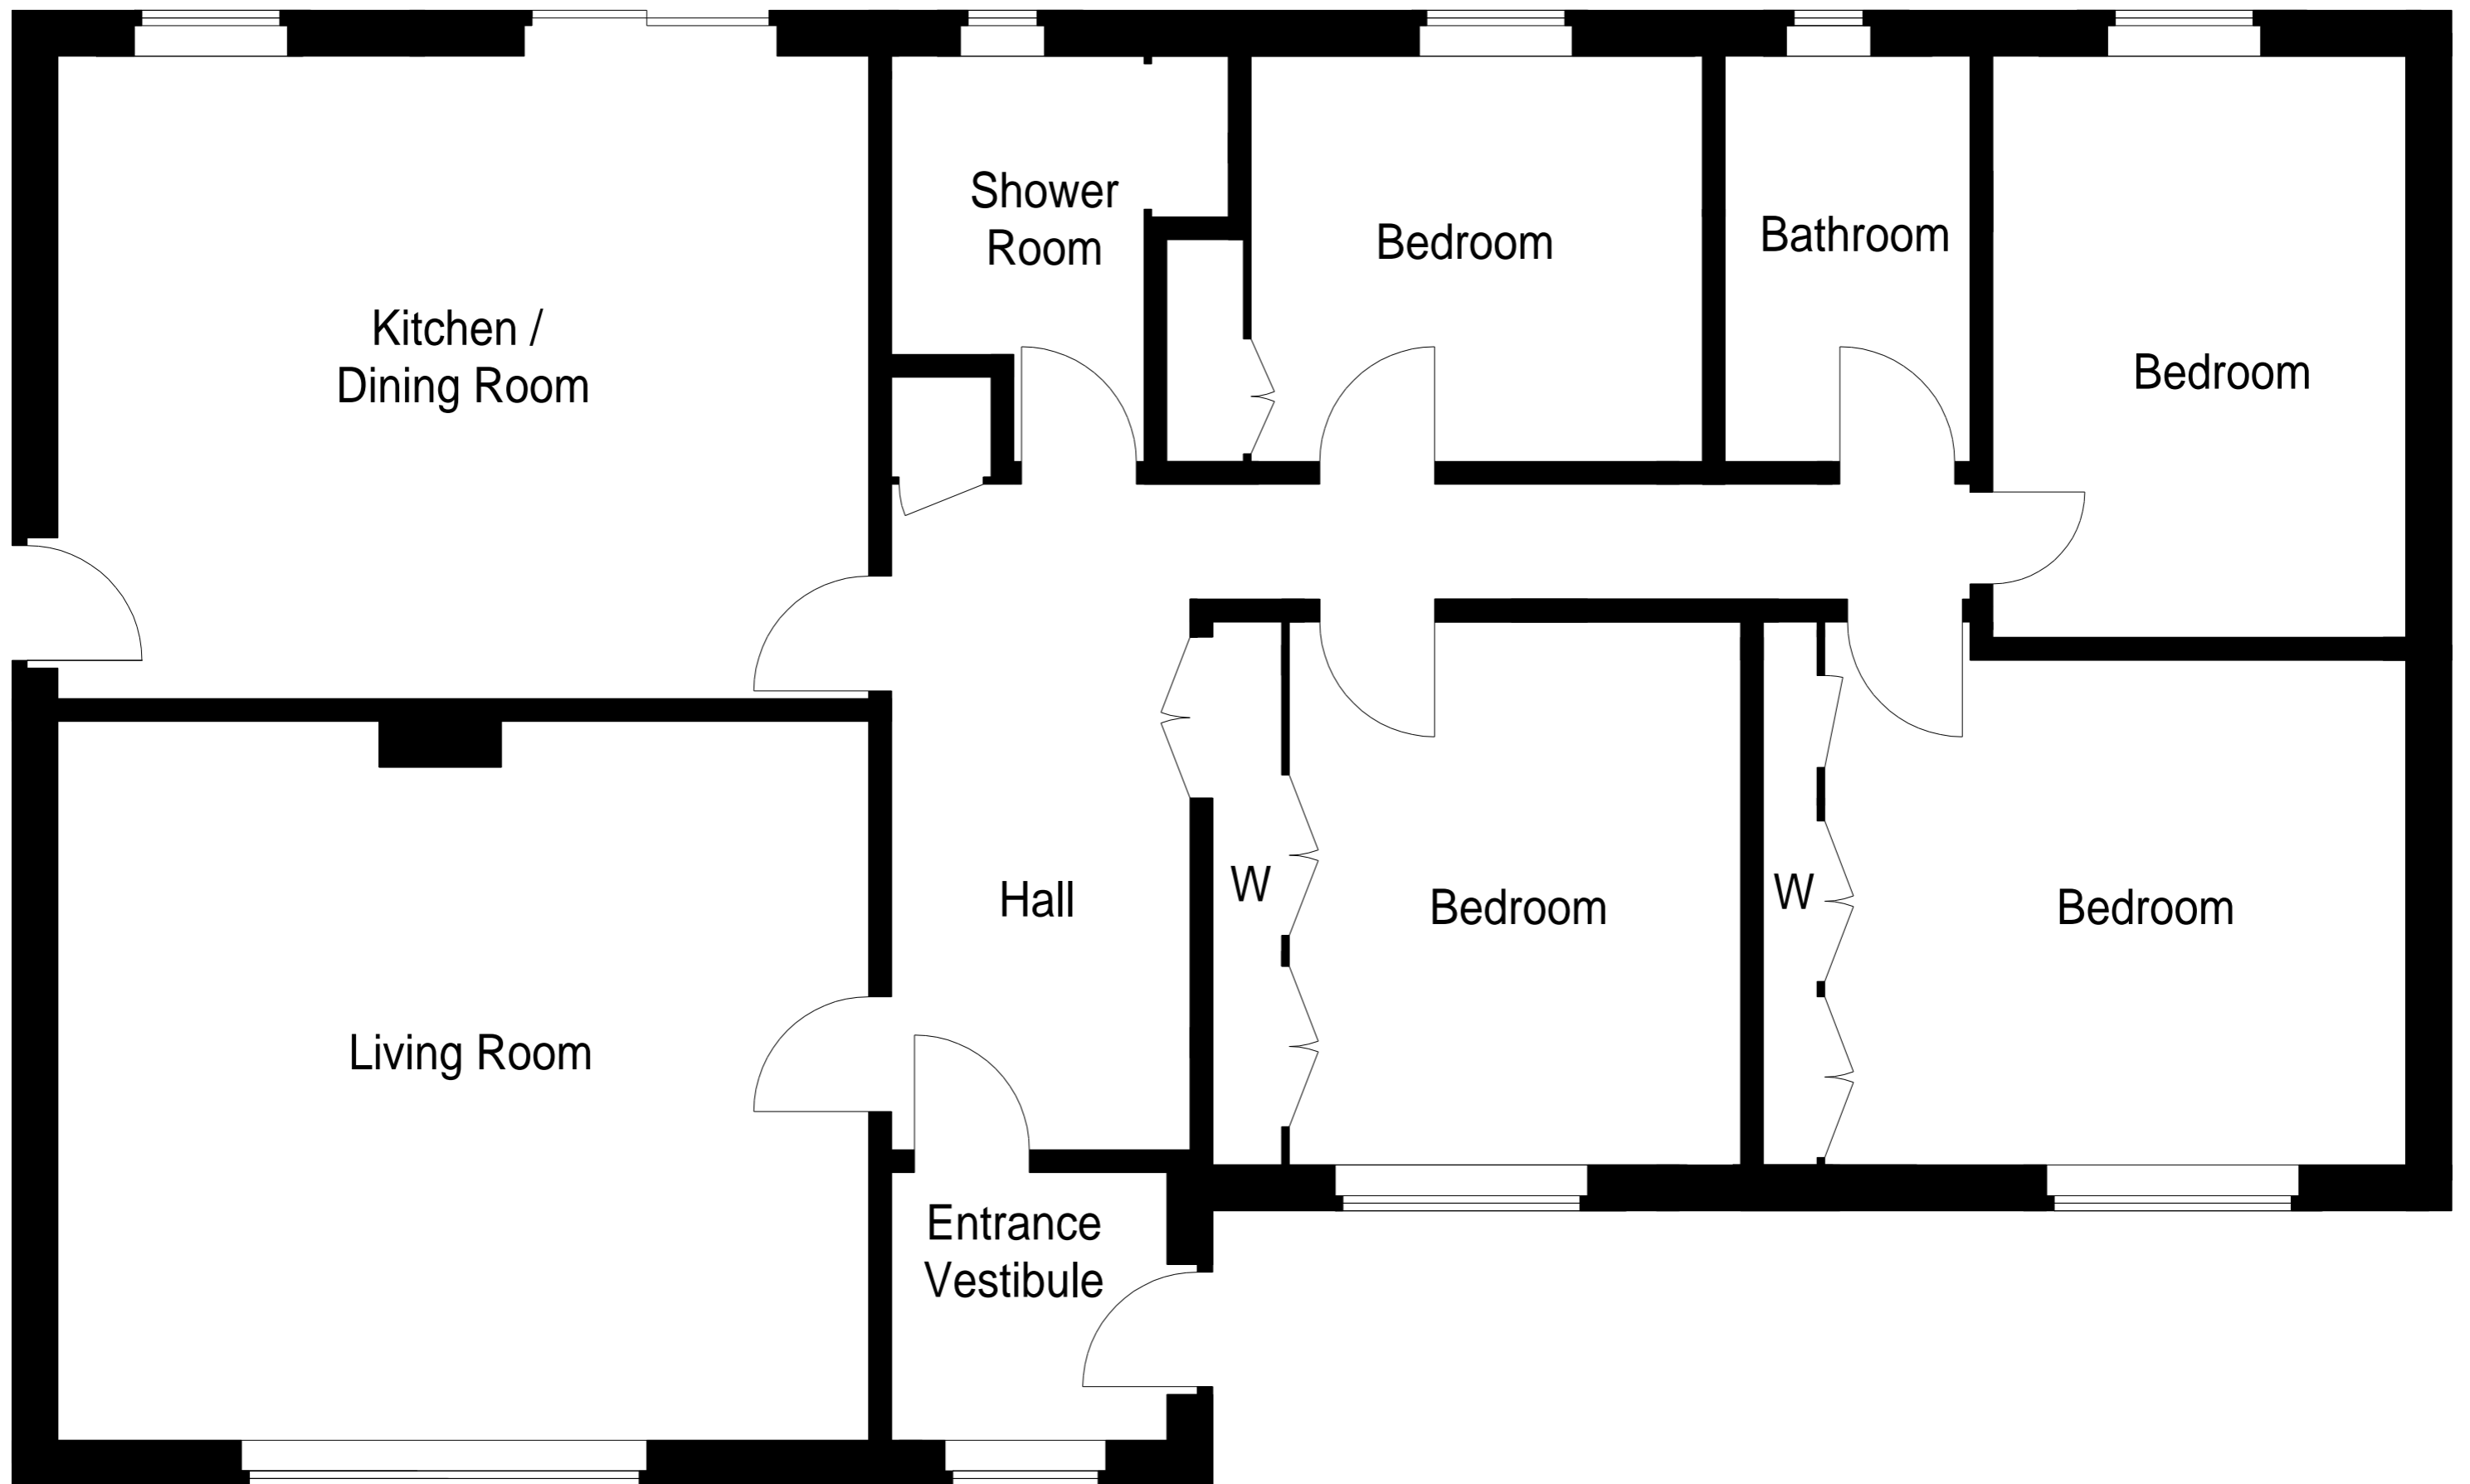 Shower
Room
Bedroom
Bathroom
Kitchen /
Dining Room
Bedroom
Hall
W
Bedroom
W
Bedroom
Living Room
Entrance
Vestibule